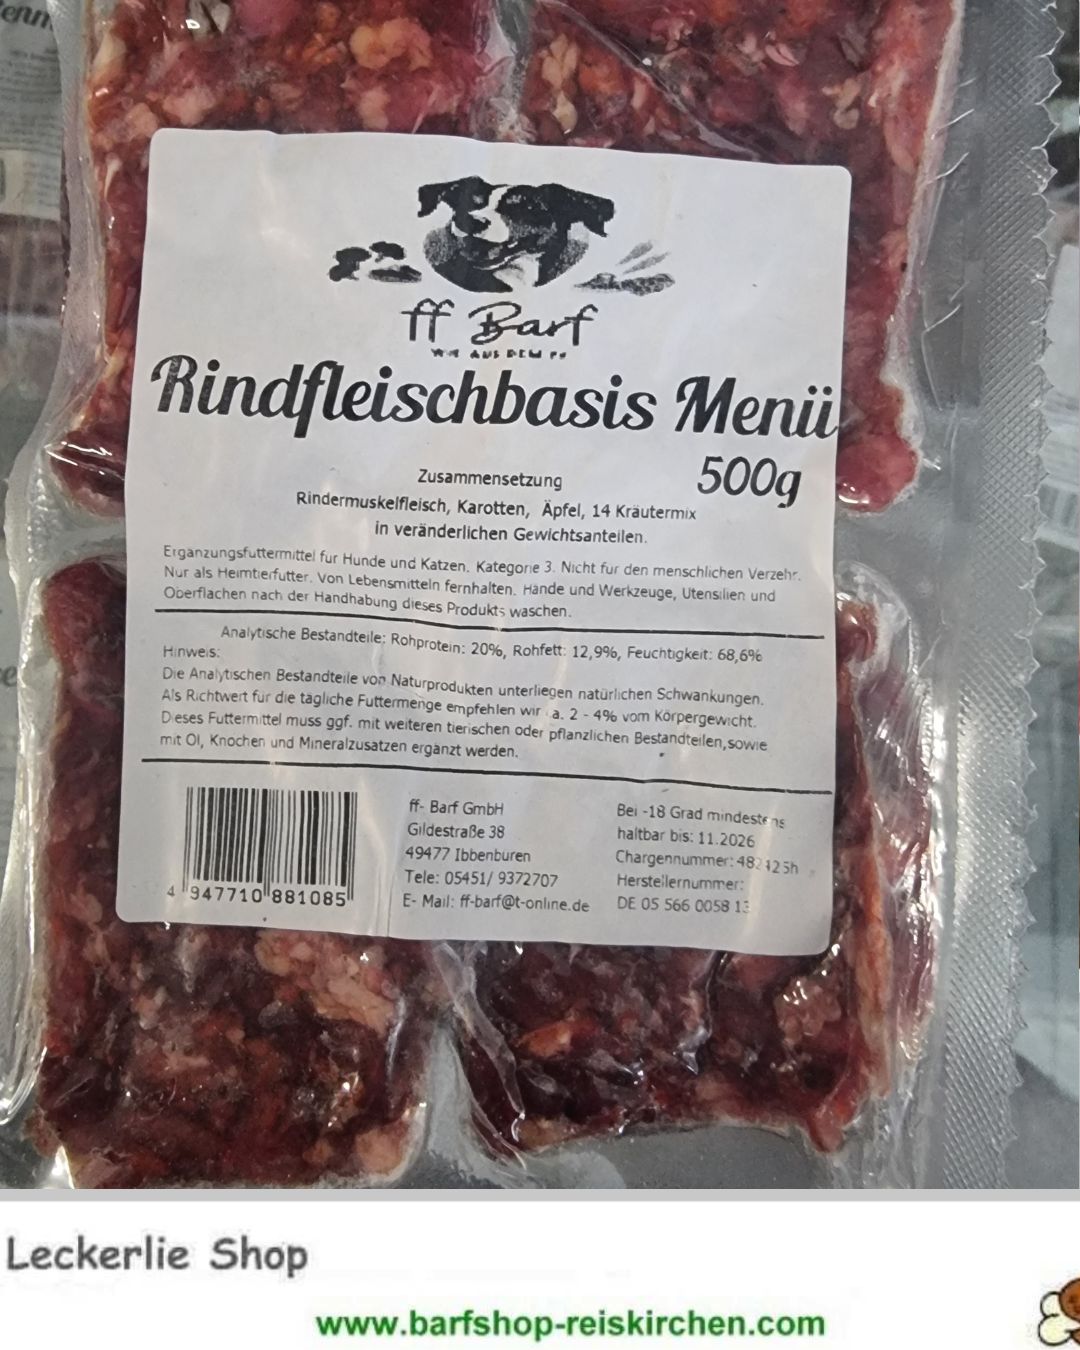 ff Barf
Rindfleischbasis Menü
500g
Zusammensetzung
Rindermuskelfleisch, Karotten, Äpfel, 14 Kräutermix
in veränderlichen Gewichtsanteilen.
Ergänzungsfuttermittel für Hunde und Katzen. Kategorie 3. Nicht für den menschlichen Verzehr.
Nur als Heimtierfutter. Von Lebensmitteln fernhalten. Hände und Werkzeuge, Utensilien und
Oberflächen nach der Handhabung dieses Produkts waschen.
Analytische Bestandteile: Rohprotein: 20%, Rohfett: 12,9%, Feuchtigkeit: 68,6%
Hinweis:
Die Analytischen Bestandteile von Naturprodukten unterliegen natürlichen Schwankungen.
Als Richtwert für die tägliche Futtermenge empfehlen wir a. 2 - 4% vom Körpergewicht.
Dieses Futtermittel muss ggf. mit weiteren tierischen oder pflanzlichen Bestandteilen,sowie
mit Öl, Knochen und Mineralzusätzen ergänzt werden.
4 947710 881085
ff- Barf GmbH
Gildestraße 38
49477 Ibbenbüren
Tele: 05451/ 9372707
E- Mail: ff-barf@t-online.de
Bei -18 Grad mindestens
haltbar bis: 11.2026
Chargennummer:
Herstellernummer:
DE 05 566 0058 13
Leckerlie Shop
www.barfshop-reiskirchen.com